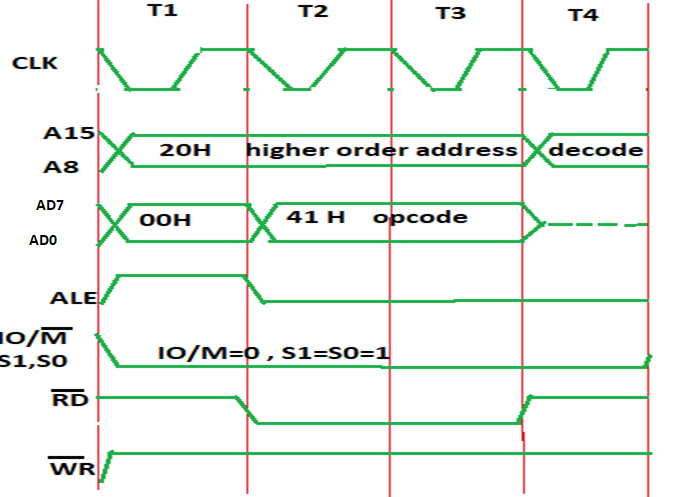 T1 T2 T3 T4
CLK
A15
20H higher order address decode
A8
AD7
00H 41 H opcode
AD0
ALE
IO/M̅
IO/M=0 , S1=S0=1
S1,S0
R̅D̅
W̅R̅